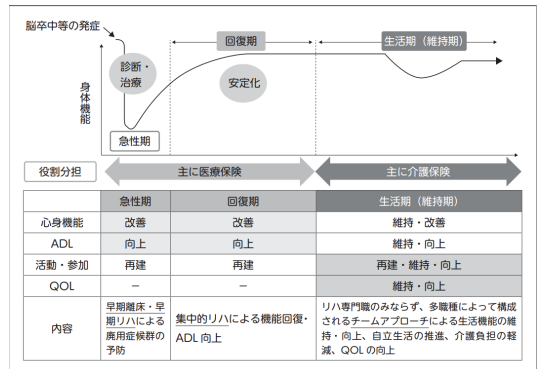 脳卒中等の発症
回復期
生活期(維持期)
診断・
治療
安定化
身体機能
急性期
役割分担
主に医療保険
主に介護保険
急性期
回復期
生活期(維持期)
心身機能
改善
改善
維持・改善
ADL
向上
向上
維持・向上
活動・参加
再建
再建
再建・維持・向上
QOL
−
−
維持・向上
内容
早期離床・早
期リハによる
廃用症候群の
予防
集中的リハによる機能回復・
ADL向上
リハ専門職のみならず、多職種によって構成
されるチームアプローチによる生活機能の維
持・向上、自立生活の推進、介護負担の軽
減、QOLの向上